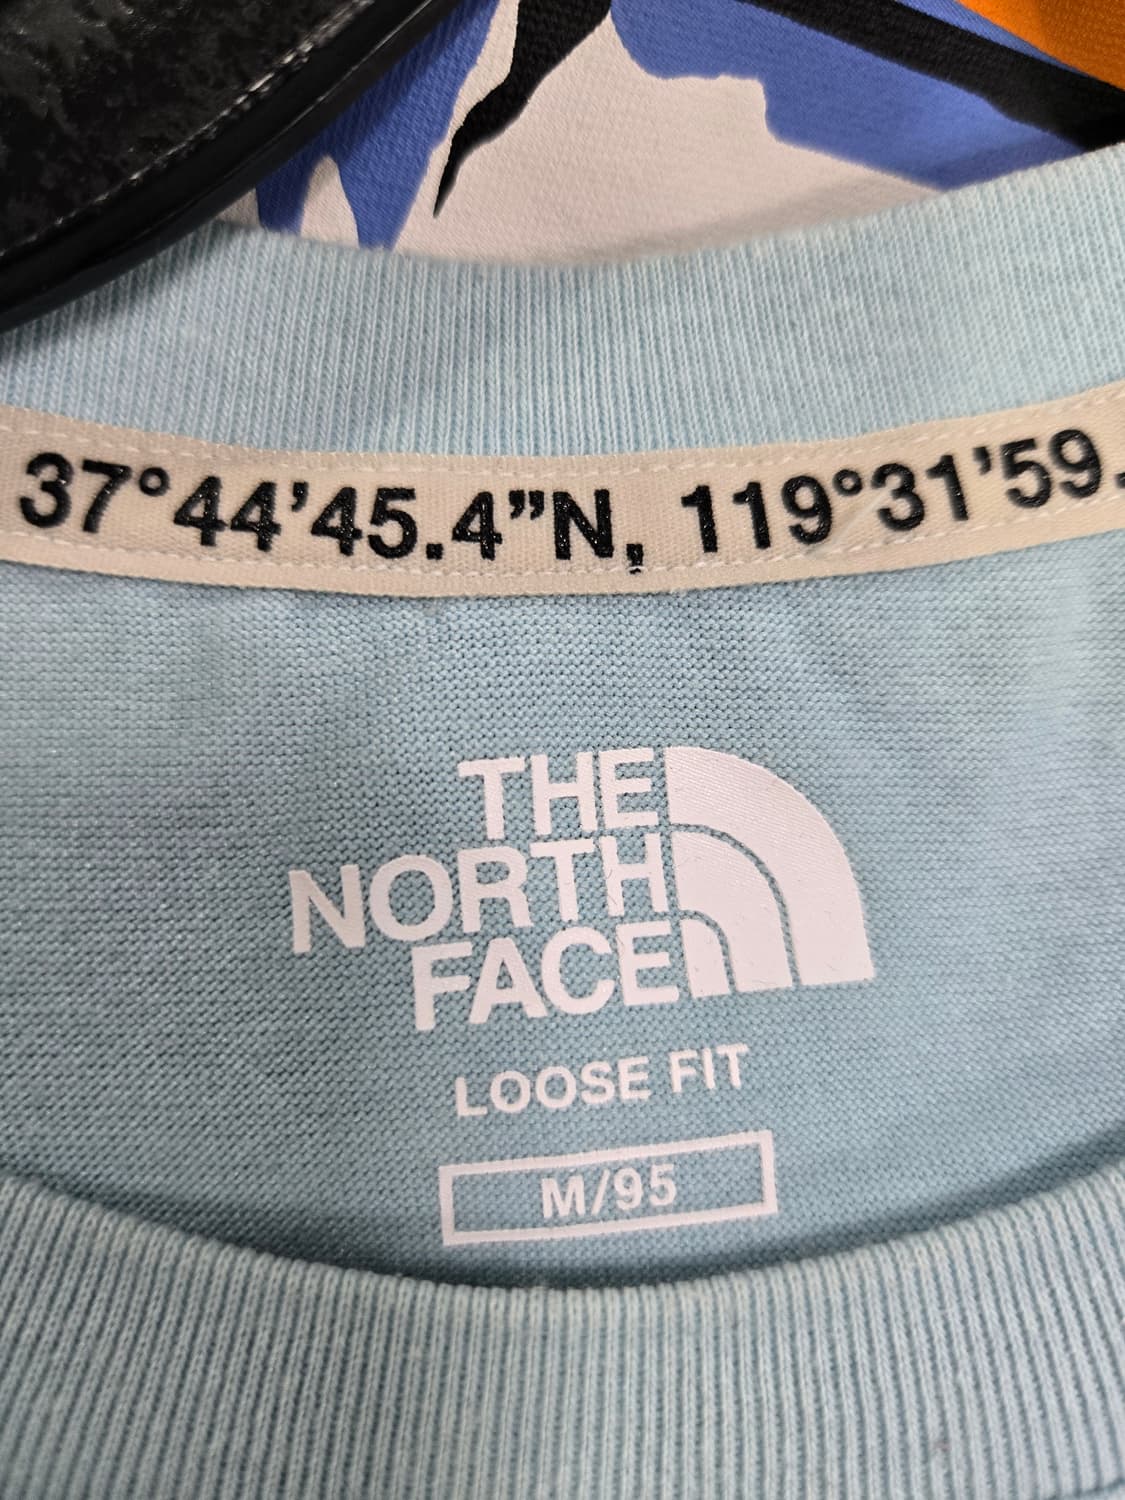 37°44’45.4”N, 119°31’59.
THE
NORTH
FACE
LOOSE FIT
M/95